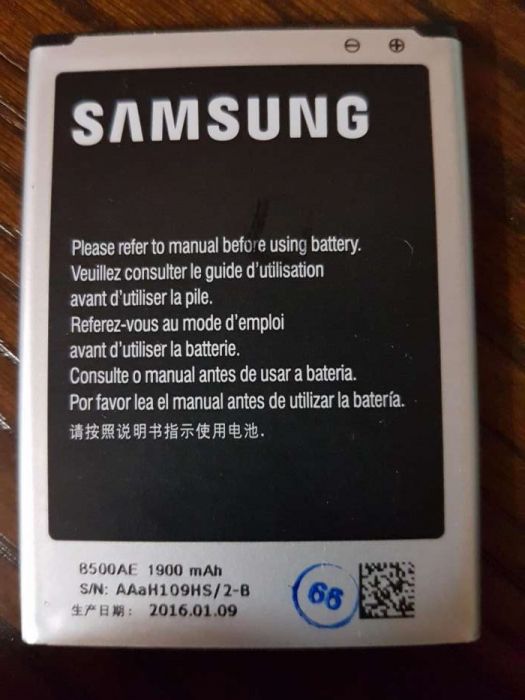 ⊖ ⊕
SAMSUNG
Please refer to manual before using battery.
Veuillez consulter le guide d'utilisation
avant d'utiliser la pile.
Referez-vous au mode d'emploi
avant d'utiliser la batterie.
Consulte o manual antes de usar a bateria.
Por favor lea el manual antes de utilizar la batería.
请按照说明书指示使用电池.
B500AE 1900 mAh
S/N: AAaH109HS/2-B
生产日期： 2016.01.09
66